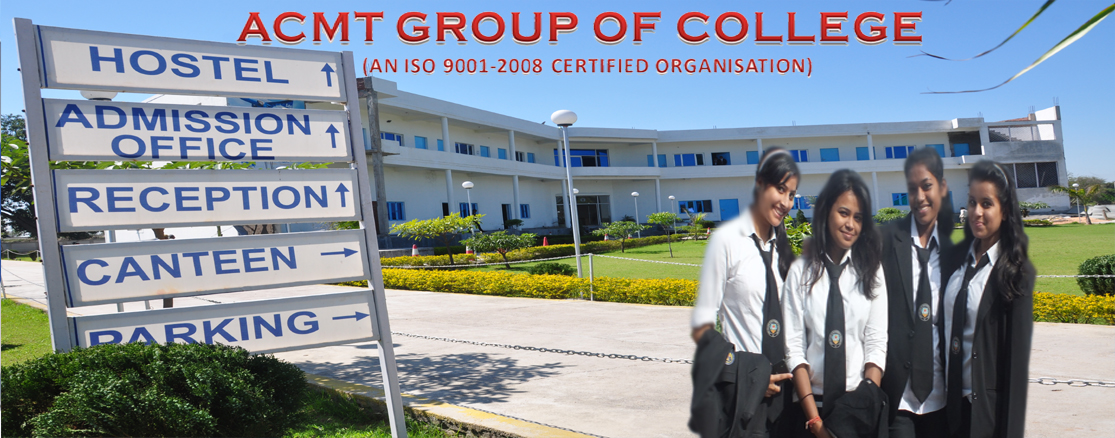 ACMT GROUP OF COLLEGE
(AN ISO 9001-2008 CERTIFIED ORGANISATION)
HOSTEL ↑
ADMISSION
OFFICE ↑
RECEPTION ↑
CANTEEN →
PARKING →